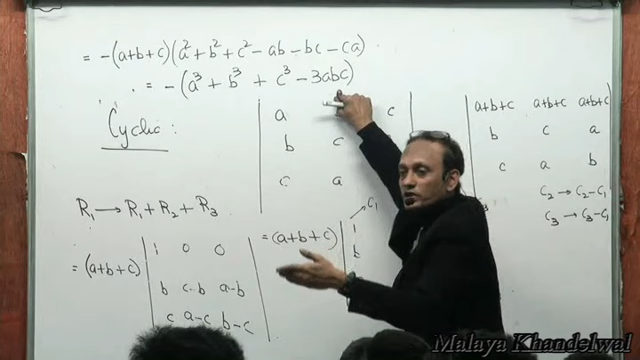 = -(a+b+c)(a² + b² + c² - ab - bc - ca)
∴ = -(a³ + b³ + c³ - 3abc)
Cyclic :
a c
b c
c a
a+b+c a+b+c a+b+c
b c a
c a b
C₂ → C₂-C₁
C₃ → C₃-C₁
R₁ → R₁ + R₂ + R₃
= (a+b+c)
1 0 0
b c-b a-b
c a-c b-c
= (a+b+c)
C₁
1
b
Malaya Khandelwal